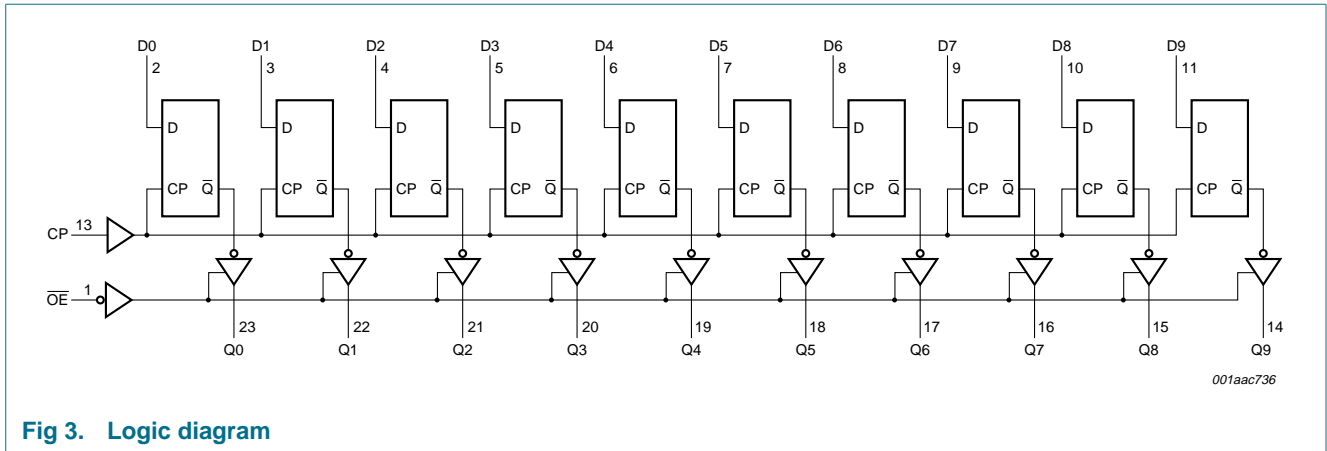 D0 D1 D2 D3 D4 D5 D6 D7 D8 D9
2 3 4 5 6 7 8 9 10 11
D D D D D D D D D D
CP Q̅ CP Q̅ CP Q̅ CP Q̅ CP Q̅ CP Q̅ CP Q̅ CP Q̅ CP Q̅ CP Q̅
CP 13
O̅E̅ 1
23 22 21 20 19 18 17 16 15 14
Q0 Q1 Q2 Q3 Q4 Q5 Q6 Q7 Q8 Q9
001aac736
Fig 3. Logic diagram